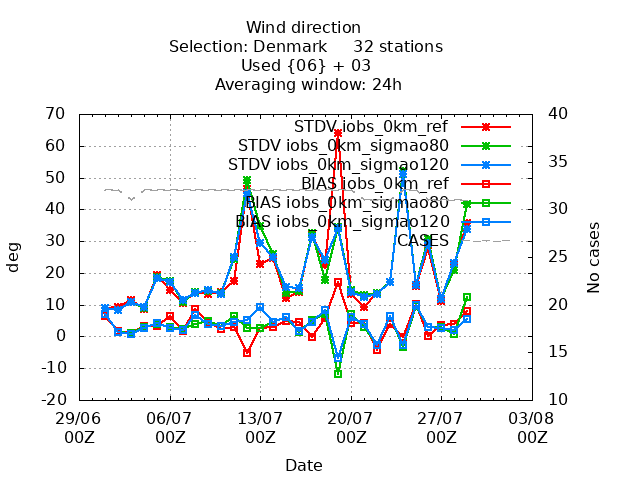 Wind direction
Selection: Denmark 32 stations
Used {06} + 03
Averaging window: 24h
70 40
STDV iobs_0km_ref
60 STDV iobs_0km_sigmao80
35
STDV iobs_0km_sigmao120
50 BIAS iobs_0km_ref
BIAS iobs_0km_sigmao80
40 30
BIAS iobs_0km_sigmao120
30 CASES
25
20
10 20
0
15
-10
-20 10
deg
No cases
29/06 06/07 13/07 20/07 27/07 03/08
00Z 00Z 00Z 00Z 00Z 00Z
Date